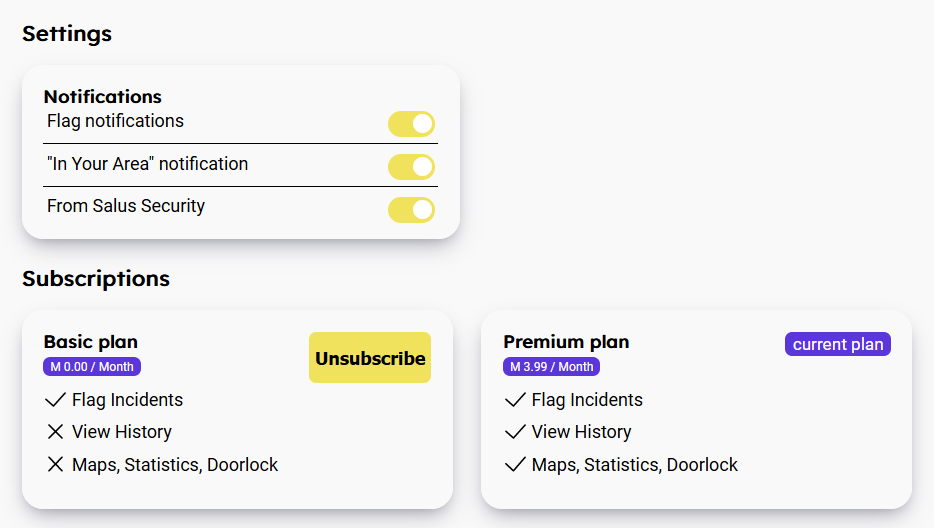 Settings
Notifications
Flag notifications
"In Your Area" notification
From Salus Security
Subscriptions
Basic plan
Unsubscribe
M 0.00 / Month
Flag Incidents
View History
Maps, Statistics, Doorlock
Premium plan
current plan
M 3.99 / Month
Flag Incidents
View History
Maps, Statistics, Doorlock